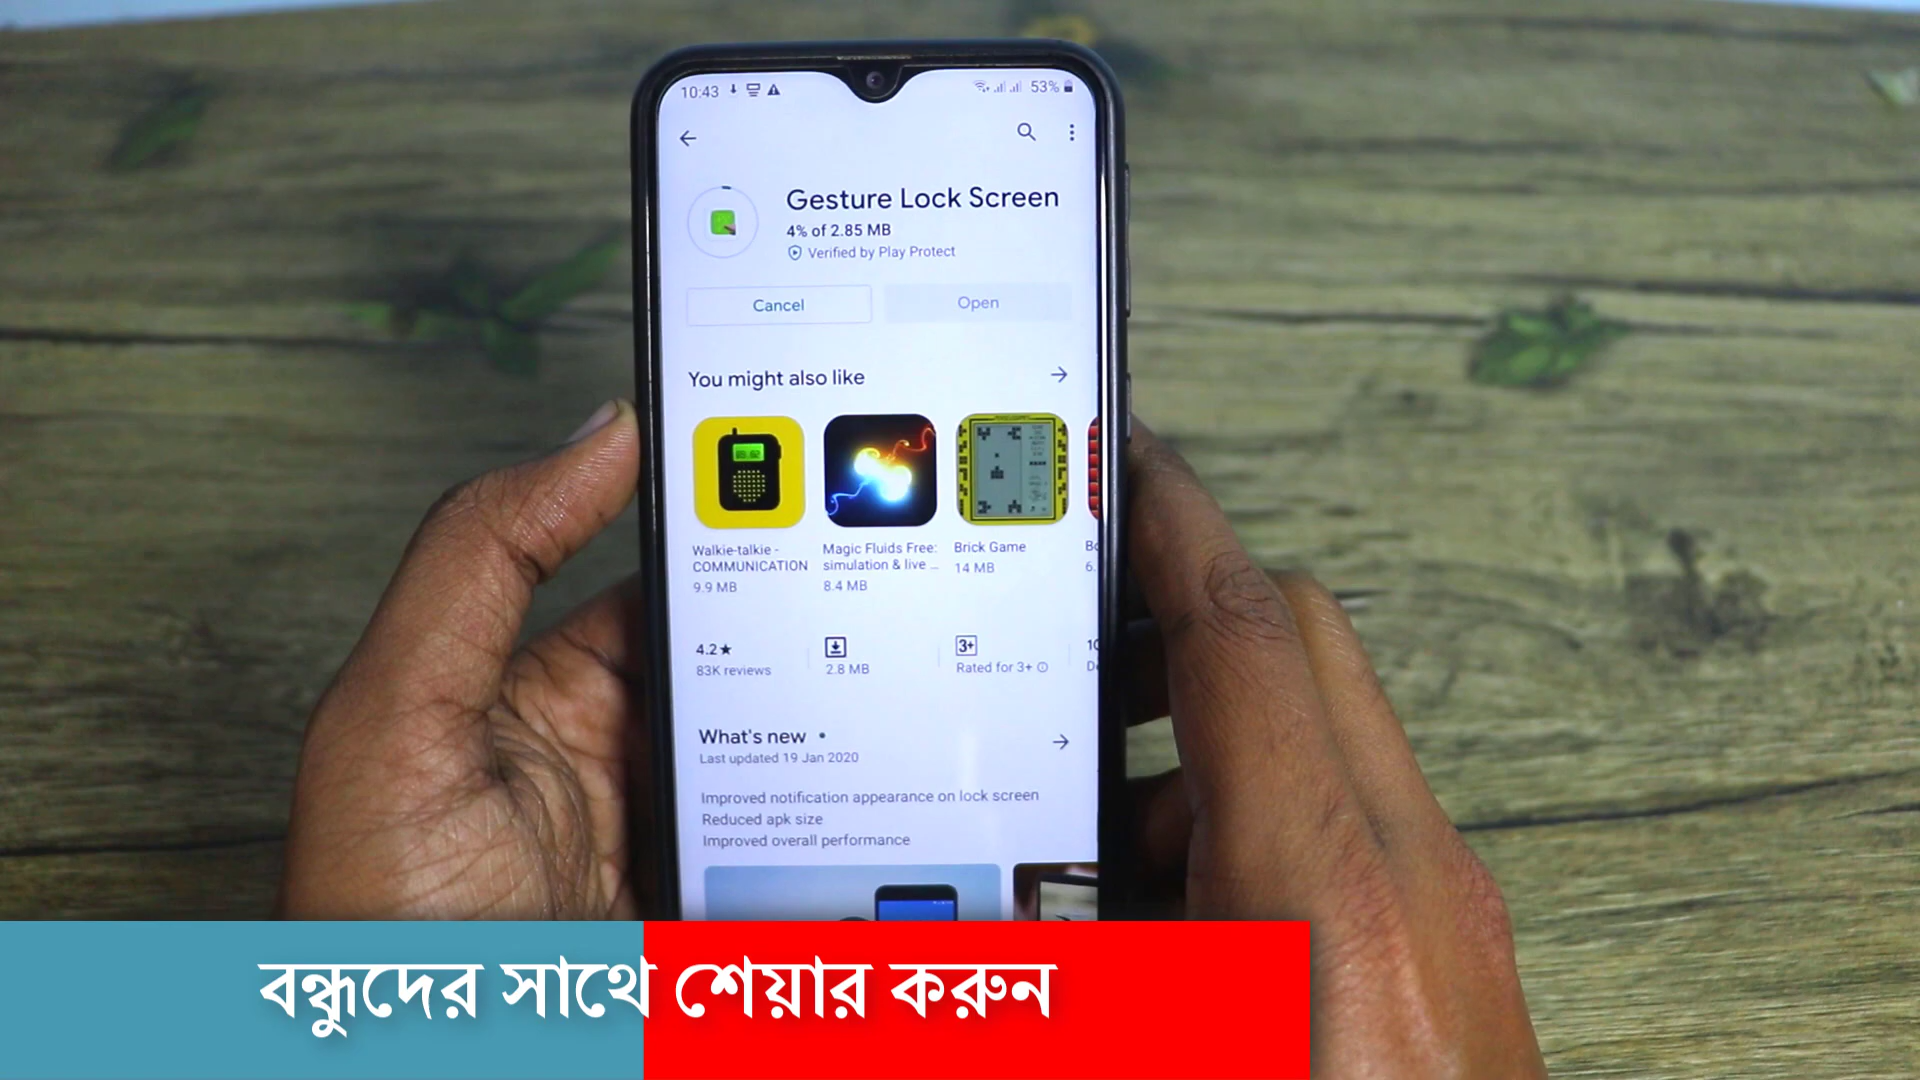 10:43
53%
Gesture Lock Screen
4% of 2.85 MB
Verified by Play Protect
Cancel
Open
You might also like
Walkie-talkie -
COMMUNICATION
9.9 MB
Magic Fluids Free:
simulation & live ...
8.4 MB
Brick Game
14 MB
4.2★
83K reviews
2.8 MB
3+
Rated for 3+
What's new •
Last updated 19 Jan 2020
Improved notification appearance on lock screen
Reduced apk size
Improved overall performance
বন্ধুদের সাথে শেয়ার করুন